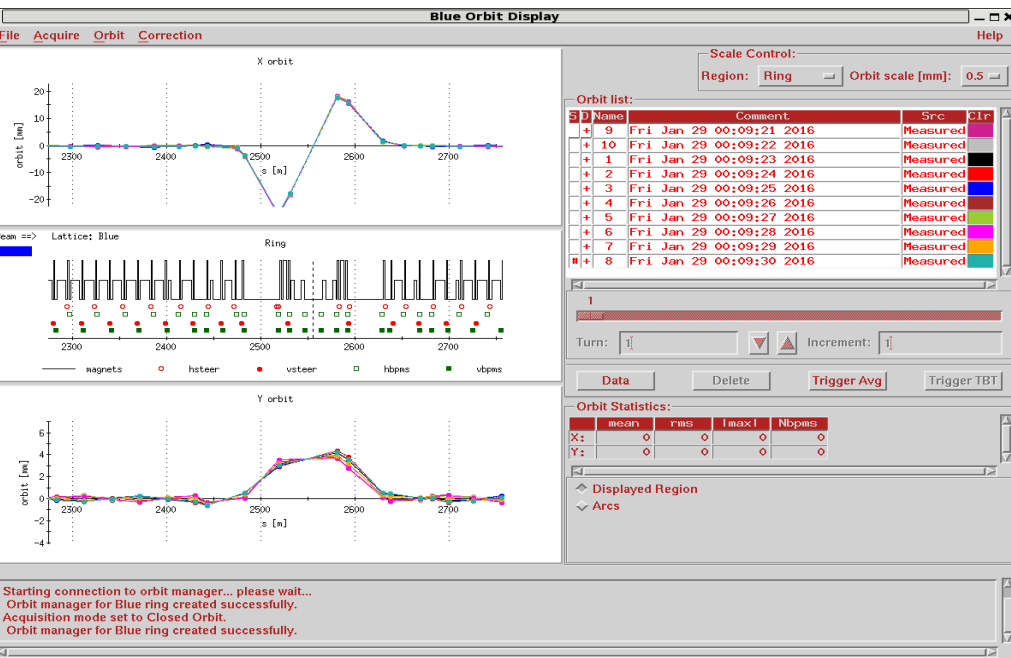 Blue Orbit Display
File Acquire Orbit Correction Help
X orbit
orbit [mm]
20
10
0
-10
-20
2300 2400 2500 2600 2700
s [m]
Lattice: Blue
Ring
2300 2400 2500 2600 2700
magnets hsteer vsteer hbpms vbpms
Y orbit
orbit [mm]
6
4
2
0
-2
-4
2300 2400 2500 2600 2700
s [m]
Scale Control:
Region: Ring Orbit scale [mm]: 0.5
Orbit list:
S D Name Comment Src Clr
+ 9 Fri Jan 29 00:09:21 2016 Measured
+ 10 Fri Jan 29 00:09:22 2016 Measured
+ 1 Fri Jan 29 00:09:23 2016 Measured
+ 2 Fri Jan 29 00:09:24 2016 Measured
+ 3 Fri Jan 29 00:09:25 2016 Measured
+ 4 Fri Jan 29 00:09:26 2016 Measured
+ 5 Fri Jan 29 00:09:27 2016 Measured
+ 6 Fri Jan 29 00:09:28 2016 Measured
+ 7 Fri Jan 29 00:09:29 2016 Measured
# + 8 Fri Jan 29 00:09:30 2016 Measured
1
Turn: 1 Increment: 1
Data Delete Trigger Avg Trigger TBT
Orbit Statistics:
mean rms |max| Nbpms
X: 0 0 0 0
Y: 0 0 0 0
Displayed Region
Arcs
Starting connection to orbit manager... please wait...
Orbit manager for Blue ring created successfully.
Acquisition mode set to Closed Orbit.
Orbit manager for Blue ring created successfully.